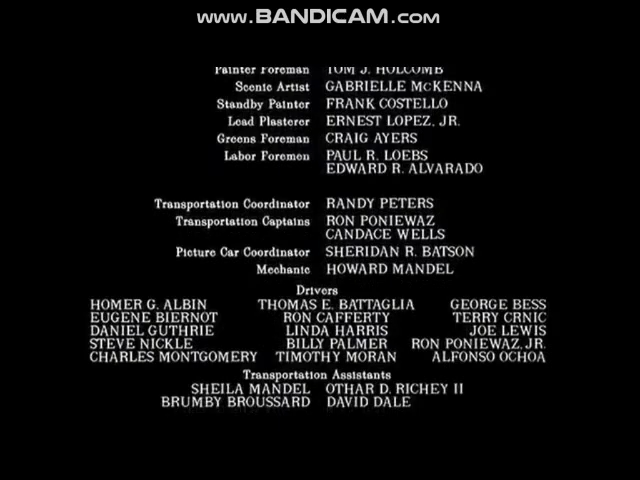 www.BANDICAM.com
Painter Foreman TOM J. HOLCOMB
Scenic Artist GABRIELLE McKENNA
Standby Painter FRANK COSTELLO
Lead Plasterer ERNEST LOPEZ, JR.
Greens Foreman CRAIG AYERS
Labor Foremen PAUL R. LOEBS
EDWARD R. ALVARADO
Transportation Coordinator RANDY PETERS
Transportation Captains RON PONIEWAZ
CANDACE WELLS
Picture Car Coordinator SHERIDAN R. BATSON
Mechanic HOWARD MANDEL
Drivers
HOMER G. ALBIN THOMAS E. BATTAGLIA GEORGE BESS
EUGENE BIERNOT RON CAFFERTY TERRY CRNIC
DANIEL GUTHRIE LINDA HARRIS JOE LEWIS
STEVE NICKLE BILLY PALMER RON PONIEWAZ, JR.
CHARLES MONTGOMERY TIMOTHY MORAN ALFONSO OCHOA
Transportation Assistants
SHEILA MANDEL OTHAR D. RICHEY II
BRUMBY BROUSSARD DAVID DALE